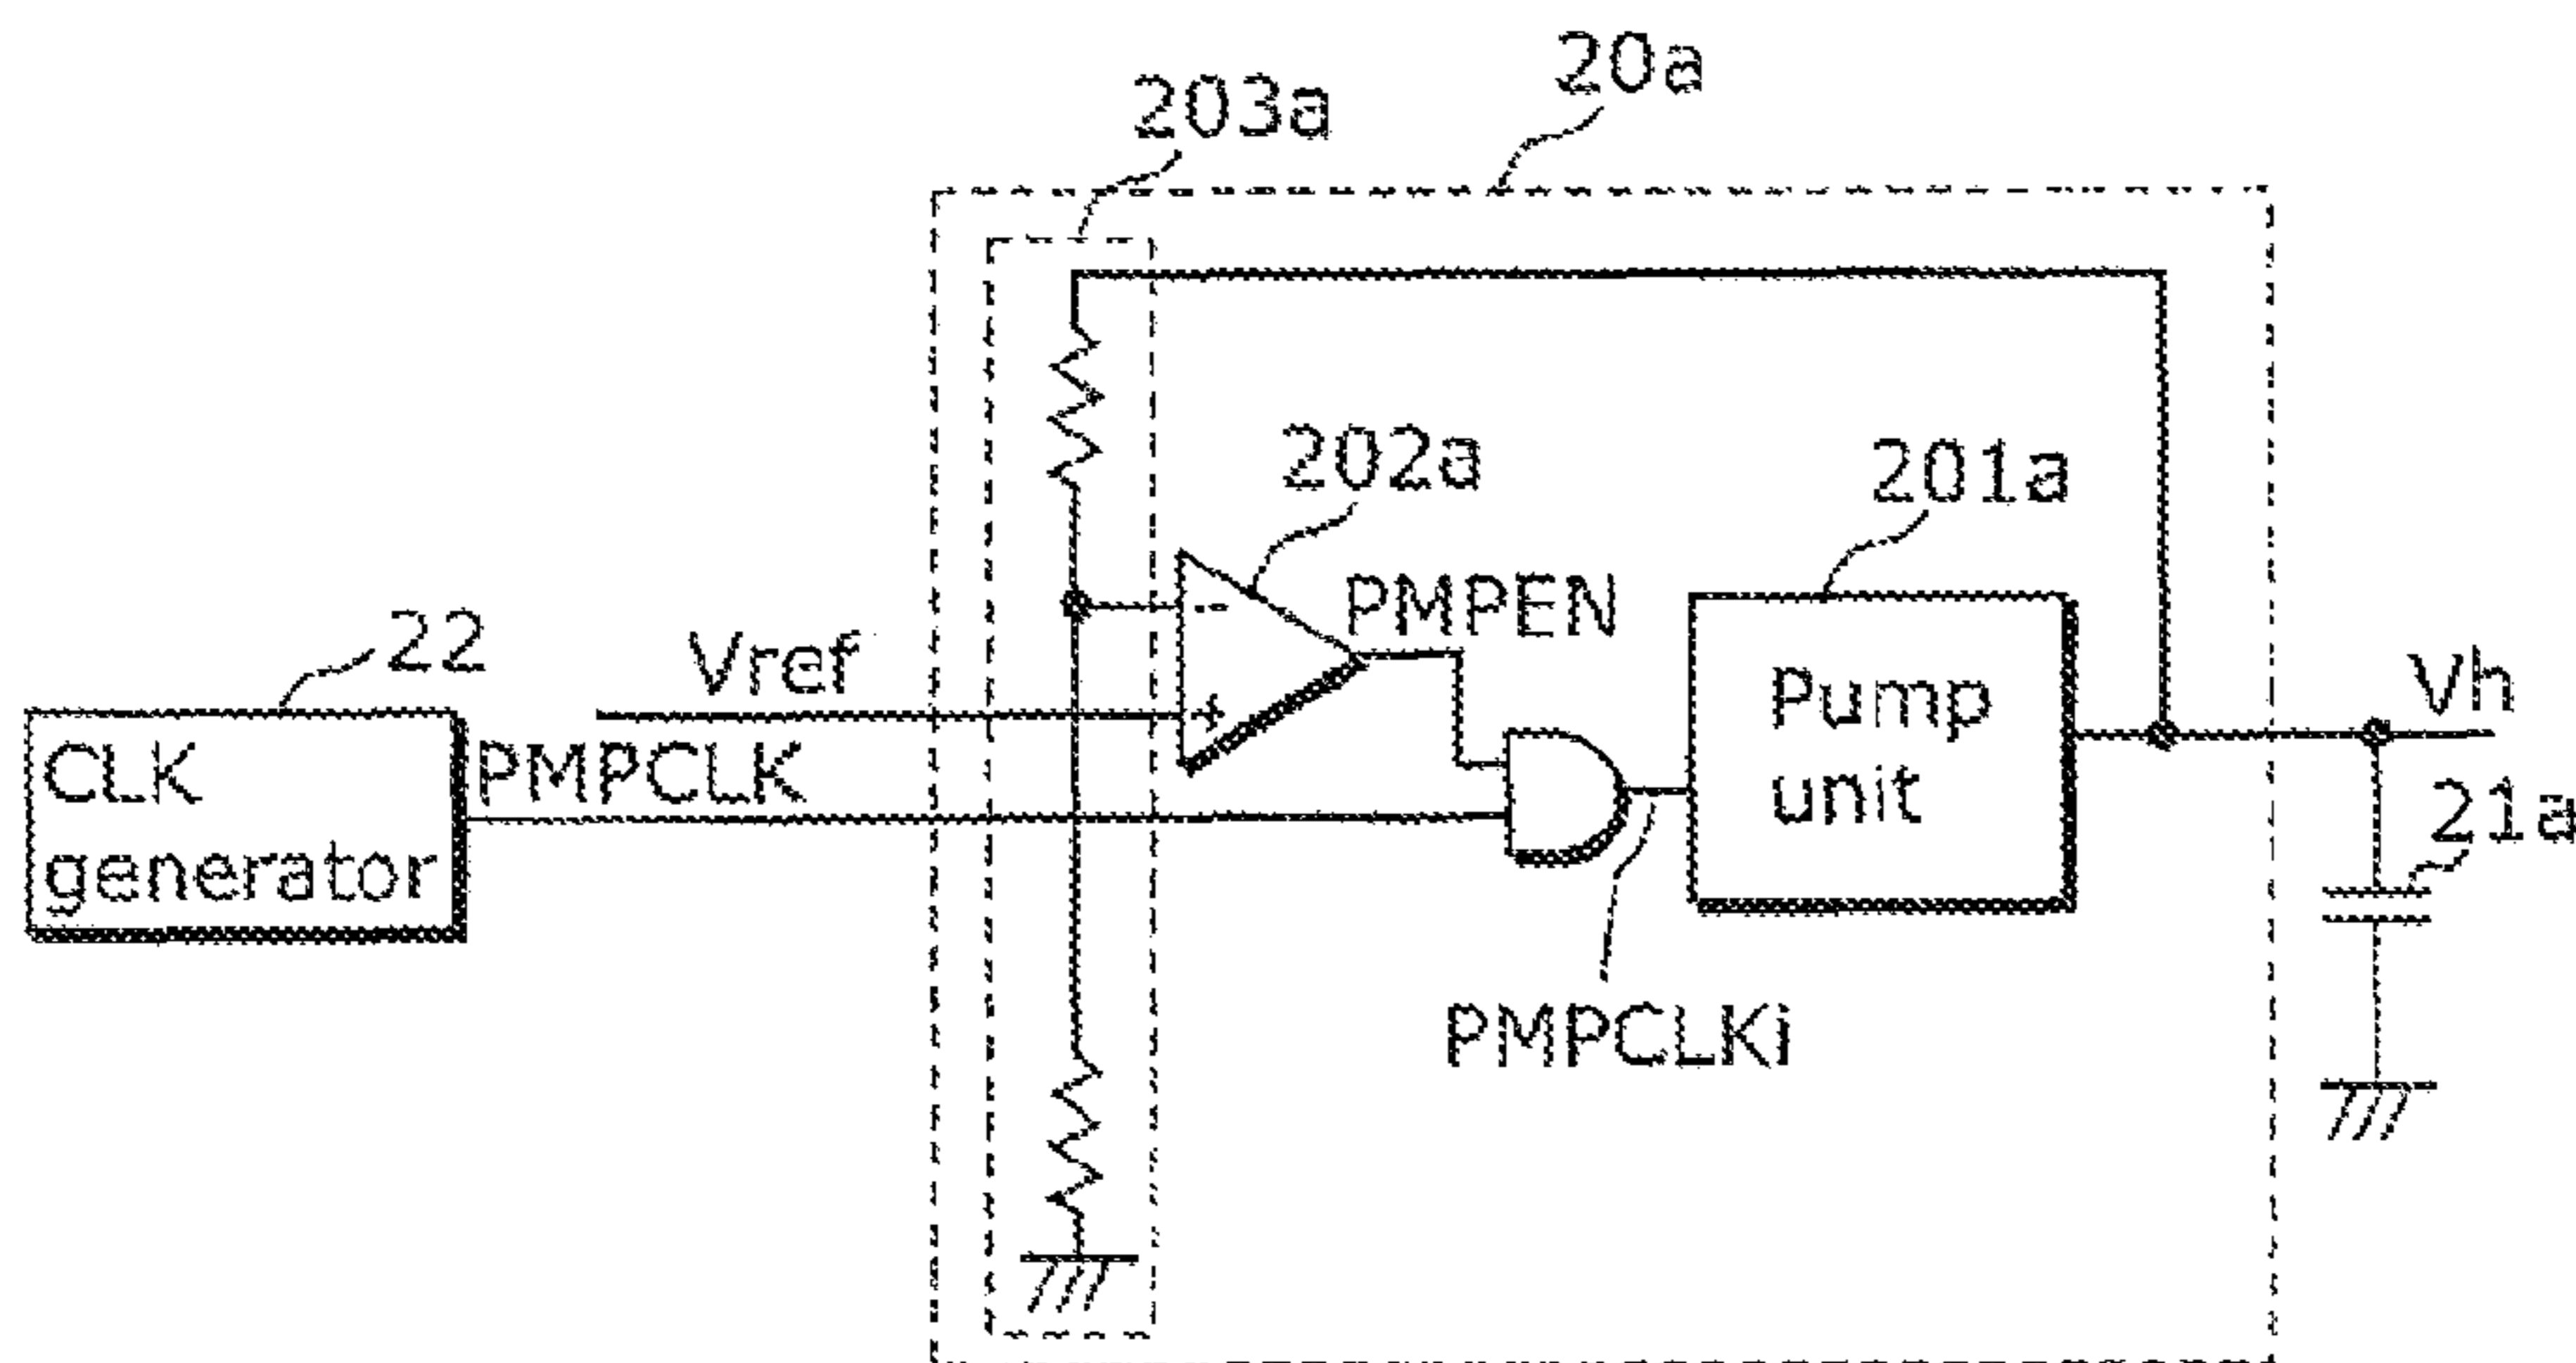 20a
203a
202a
201a
PMPEN
22
Vref
Vh
CLK
generator
PMPCLK
-
+
Pump
unit
21a
PMPCLKi